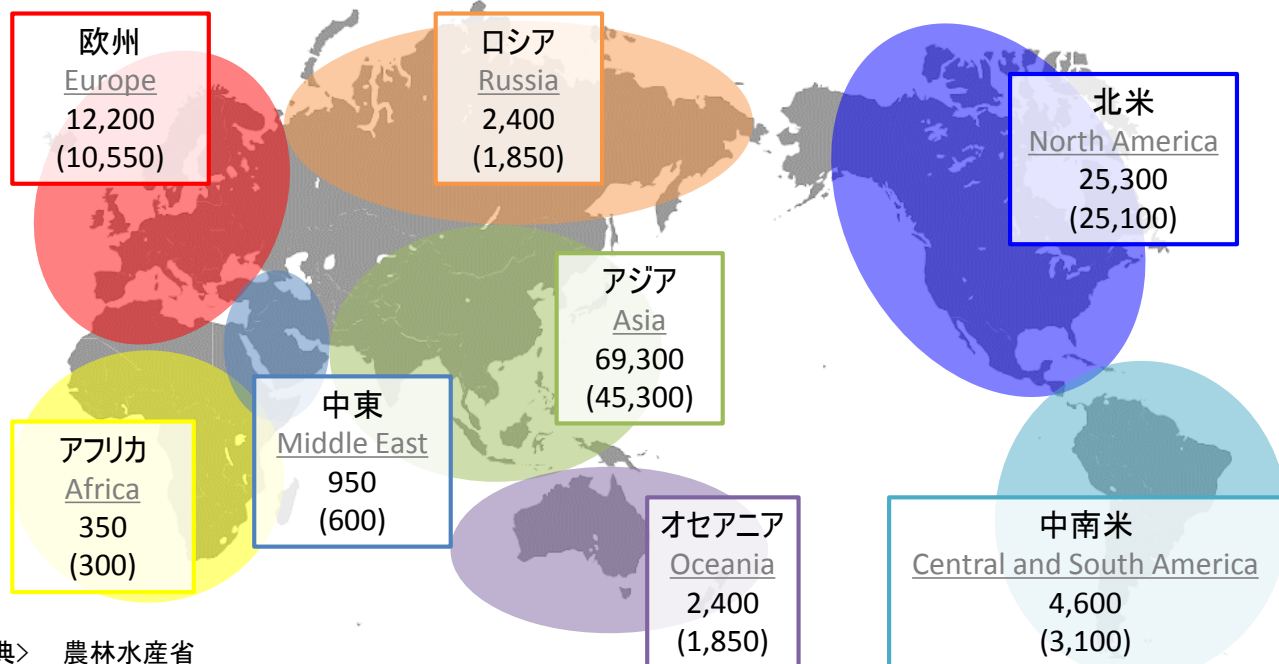 欧州
Europe
12,200
(10,550)
ロシア
Russia
2,400
(1,850)
北米
North America
25,300
(25,100)
アジア
Asia
69,300
(45,300)
中東
Middle East
950
(600)
アフリカ
Africa
350
(300)
オセアニア
Oceania
2,400
(1,850)
中南米
Central and South America
4,600
(3,100)
典> 農林水産省